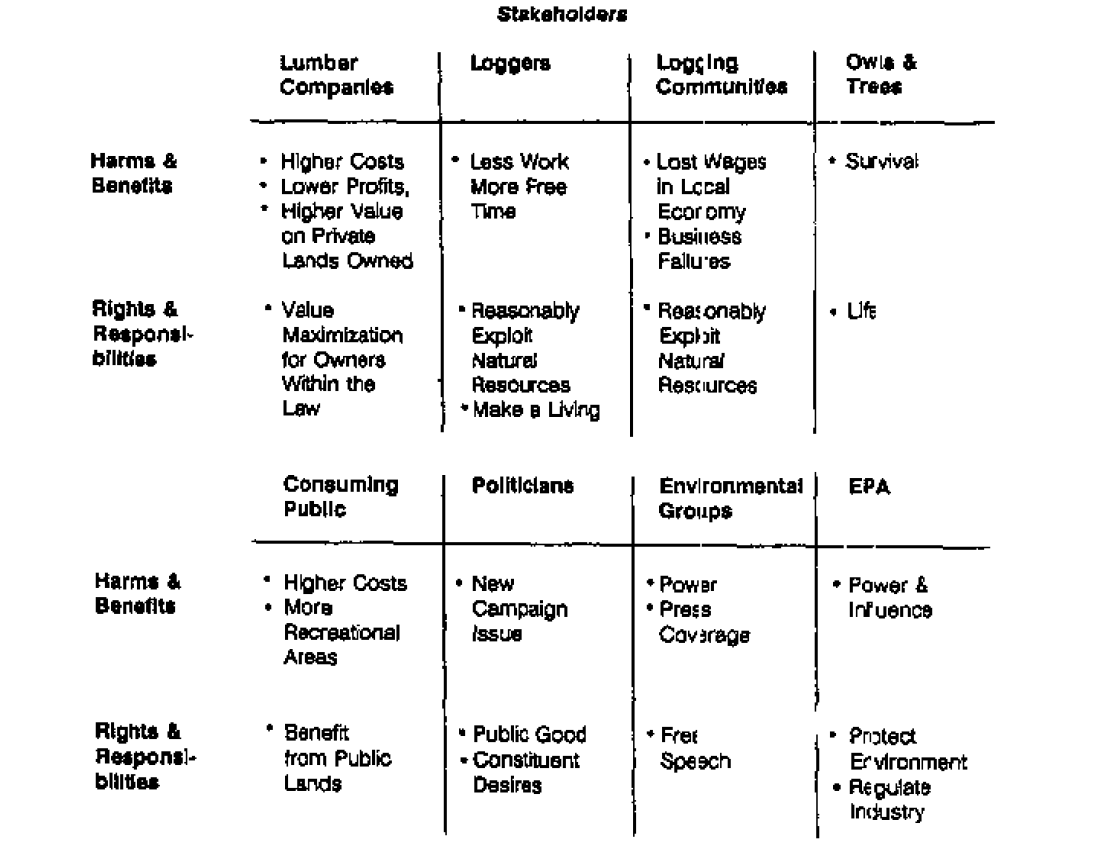 Stakeholders
Lumber
Companies
Loggers
Logging
Communities
Owls &
Trees
Harms &
Benefits
• Higher Costs
• Lower Profits,
• Higher Value
on Private
Lands Owned
• Less Work
More Free
Time
• Lost Wages
in Local
Economy
• Business
Failures
• Survival
Rights &
Responsi-
bilities
• Value
Maximization
for Owners
Within the
Law
• Reasonably
Exploit
Natural
Resources
• Make a Living
• Reasonably
Exploit
Natural
Resources
• Life
Consuming
Public
Politicians
Environmental
Groups
EPA
Harms &
Benefits
• Higher Costs
• More
Recreational
Areas
• New
Campaign
Issue
• Power
• Press
Coverage
• Power &
Influence
Rights &
Responsi-
bilities
• Benefit
from Public
Lands
• Public Good
• Constituent
Desires
• Free
Speech
• Protect
Environment
• Regulate
Industry